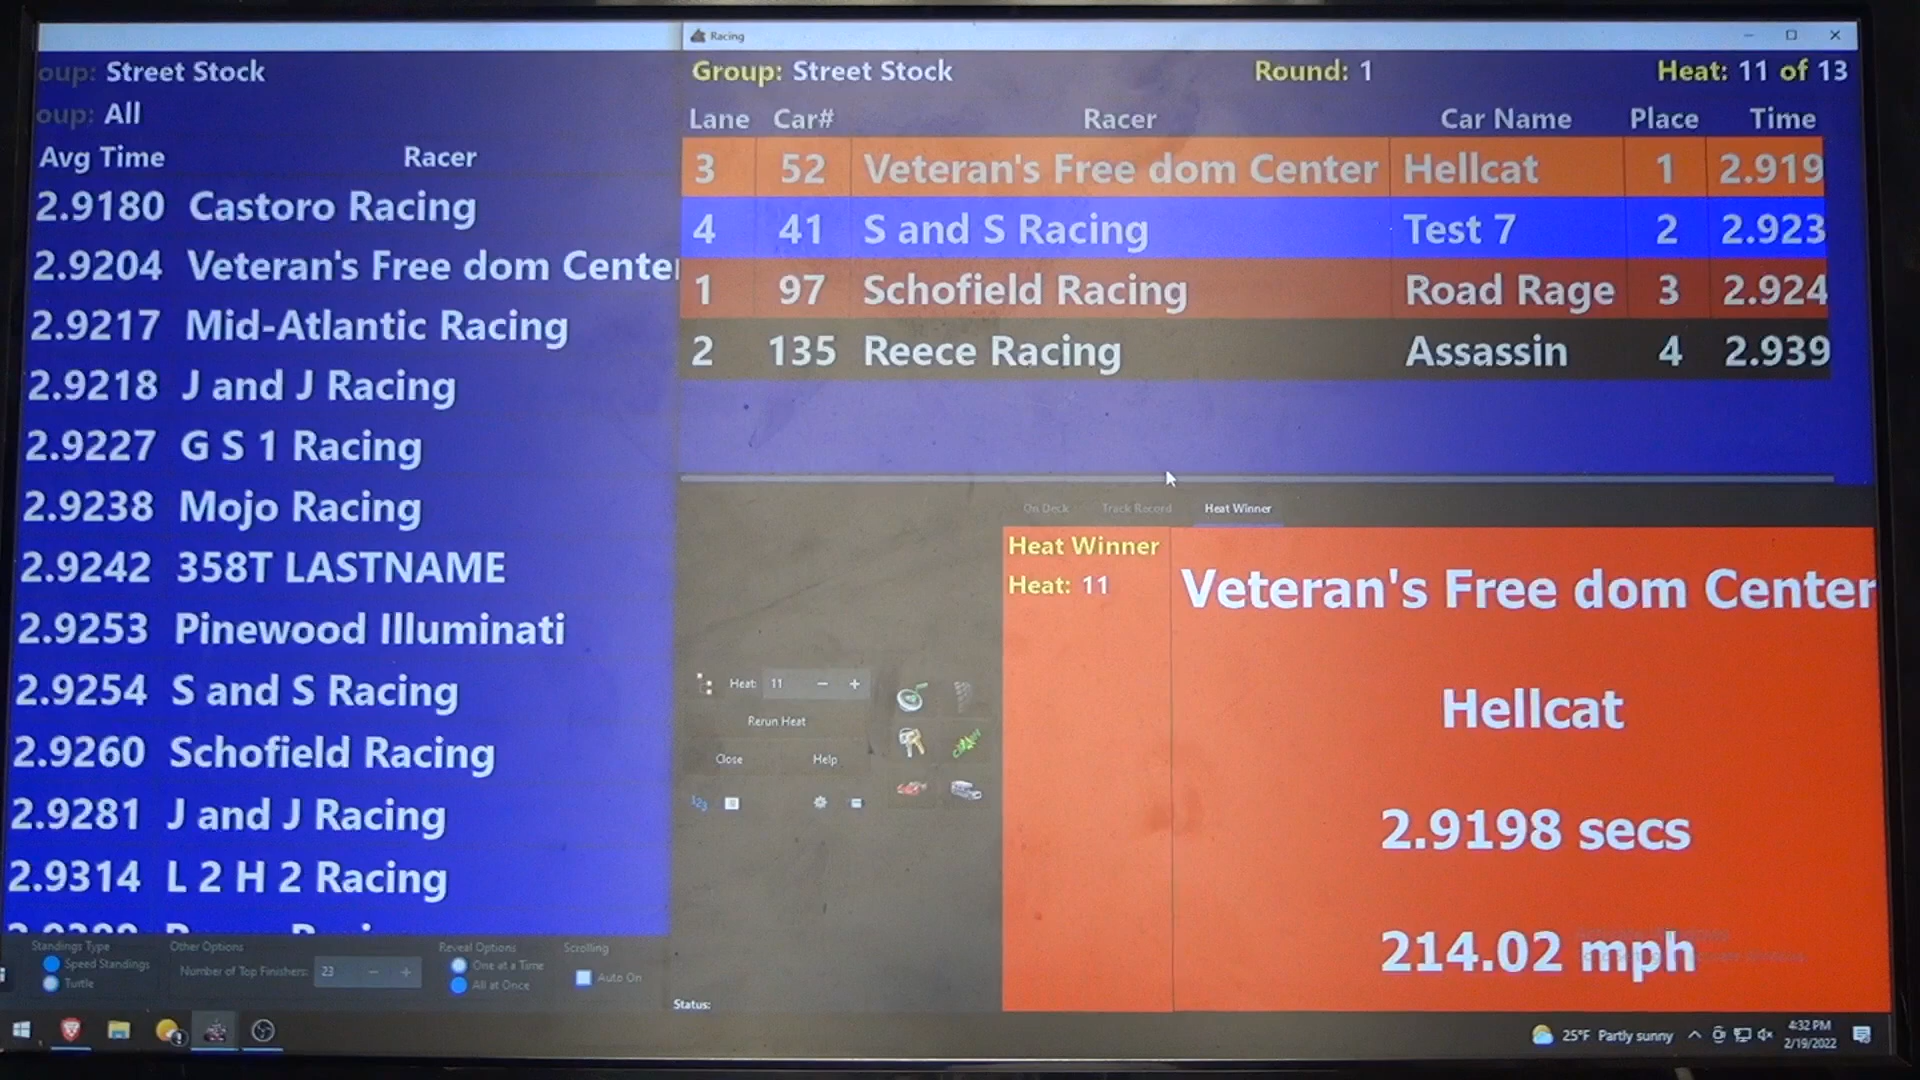 oup: Street Stock
oup: All
Avg Time Racer
2.9180 Castoro Racing
2.9204 Veteran's Free dom Center
2.9217 Mid-Atlantic Racing
2.9218 J and J Racing
2.9227 G S 1 Racing
2.9238 Mojo Racing
2.9242 358T LASTNAME
2.9253 Pinewood Illuminati
2.9254 S and S Racing
2.9260 Schofield Racing
2.9281 J and J Racing
2.9314 L 2 H 2 Racing
Standings Type
Speed Standings
Turtle
Other Options
Number of Top Finishers: 23 − +
Reveal Options
One at a Time
All at Once
Scrolling
Auto On
Racing
Group: Street Stock Round: 1 Heat: 11 of 13
Lane Car# Racer Car Name Place Time
3 52 Veteran's Free dom Center Hellcat 1 2.919
4 41 S and S Racing Test 7 2 2.923
1 97 Schofield Racing Road Rage 3 2.924
2 135 Reece Racing Assassin 4 2.939
On Deck Track Record Heat Winner
Heat: 11 − +
Rerun Heat
Close Help
123
Heat Winner
Heat: 11
Veteran's Free dom Center
Hellcat
2.9198 secs
214.02 mph
Status:
25°F Partly sunny
4:32 PM
2/19/2022